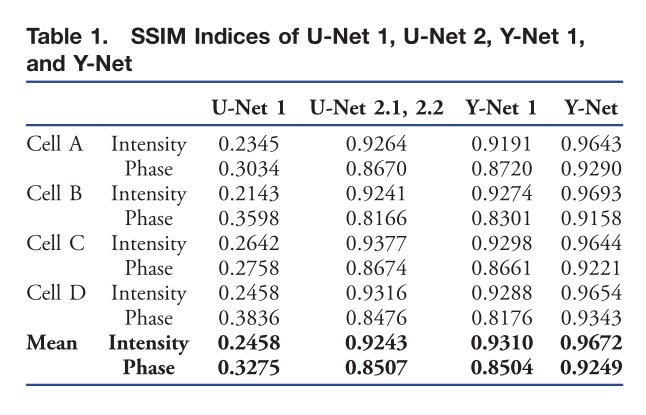 Table 1. SSIM Indices of U-Net 1, U-Net 2, Y-Net 1,
and Y-Net
U-Net 1 U-Net 2.1, 2.2 Y-Net 1 Y-Net
Cell A Intensity 0.2345 0.9264 0.9191 0.9643
Phase 0.3034 0.8670 0.8720 0.9290
Cell B Intensity 0.2143 0.9241 0.9274 0.9693
Phase 0.3598 0.8166 0.8301 0.9158
Cell C Intensity 0.2642 0.9377 0.9298 0.9644
Phase 0.2758 0.8674 0.8661 0.9221
Cell D Intensity 0.2458 0.9316 0.9288 0.9654
Phase 0.3836 0.8476 0.8176 0.9343
Mean Intensity 0.2458 0.9243 0.9310 0.9672
Phase 0.3275 0.8507 0.8504 0.9249